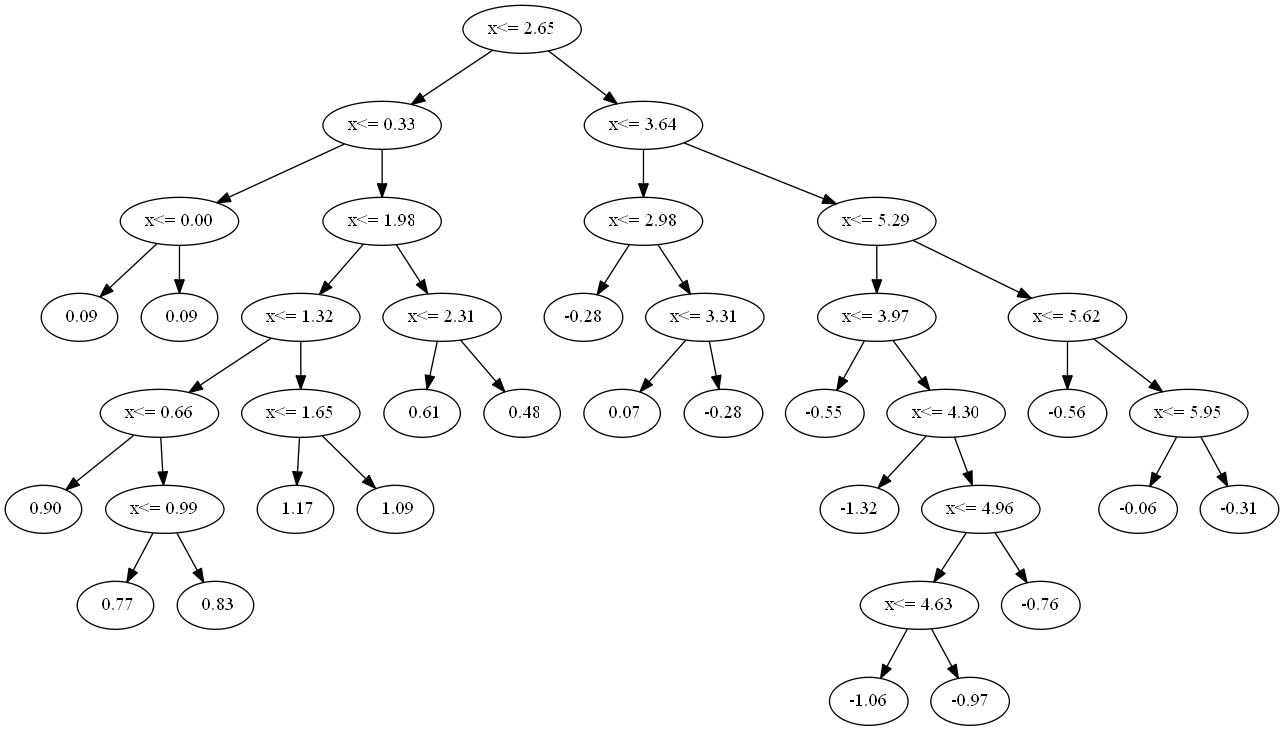 x<= 2.65
x<= 0.33
x<= 3.64
x<= 0.00
x<= 1.98
x<= 2.98
x<= 5.29
0.09
0.09
x<= 1.32
x<= 2.31
-0.28
x<= 3.31
x<= 3.97
x<= 5.62
x<= 0.66
x<= 1.65
0.61
0.48
0.07
-0.28
-0.55
x<= 4.30
-0.56
x<= 5.95
0.90
x<= 0.99
1.17
1.09
-1.32
x<= 4.96
-0.06
-0.31
0.77
0.83
x<= 4.63
-0.76
-1.06
-0.97